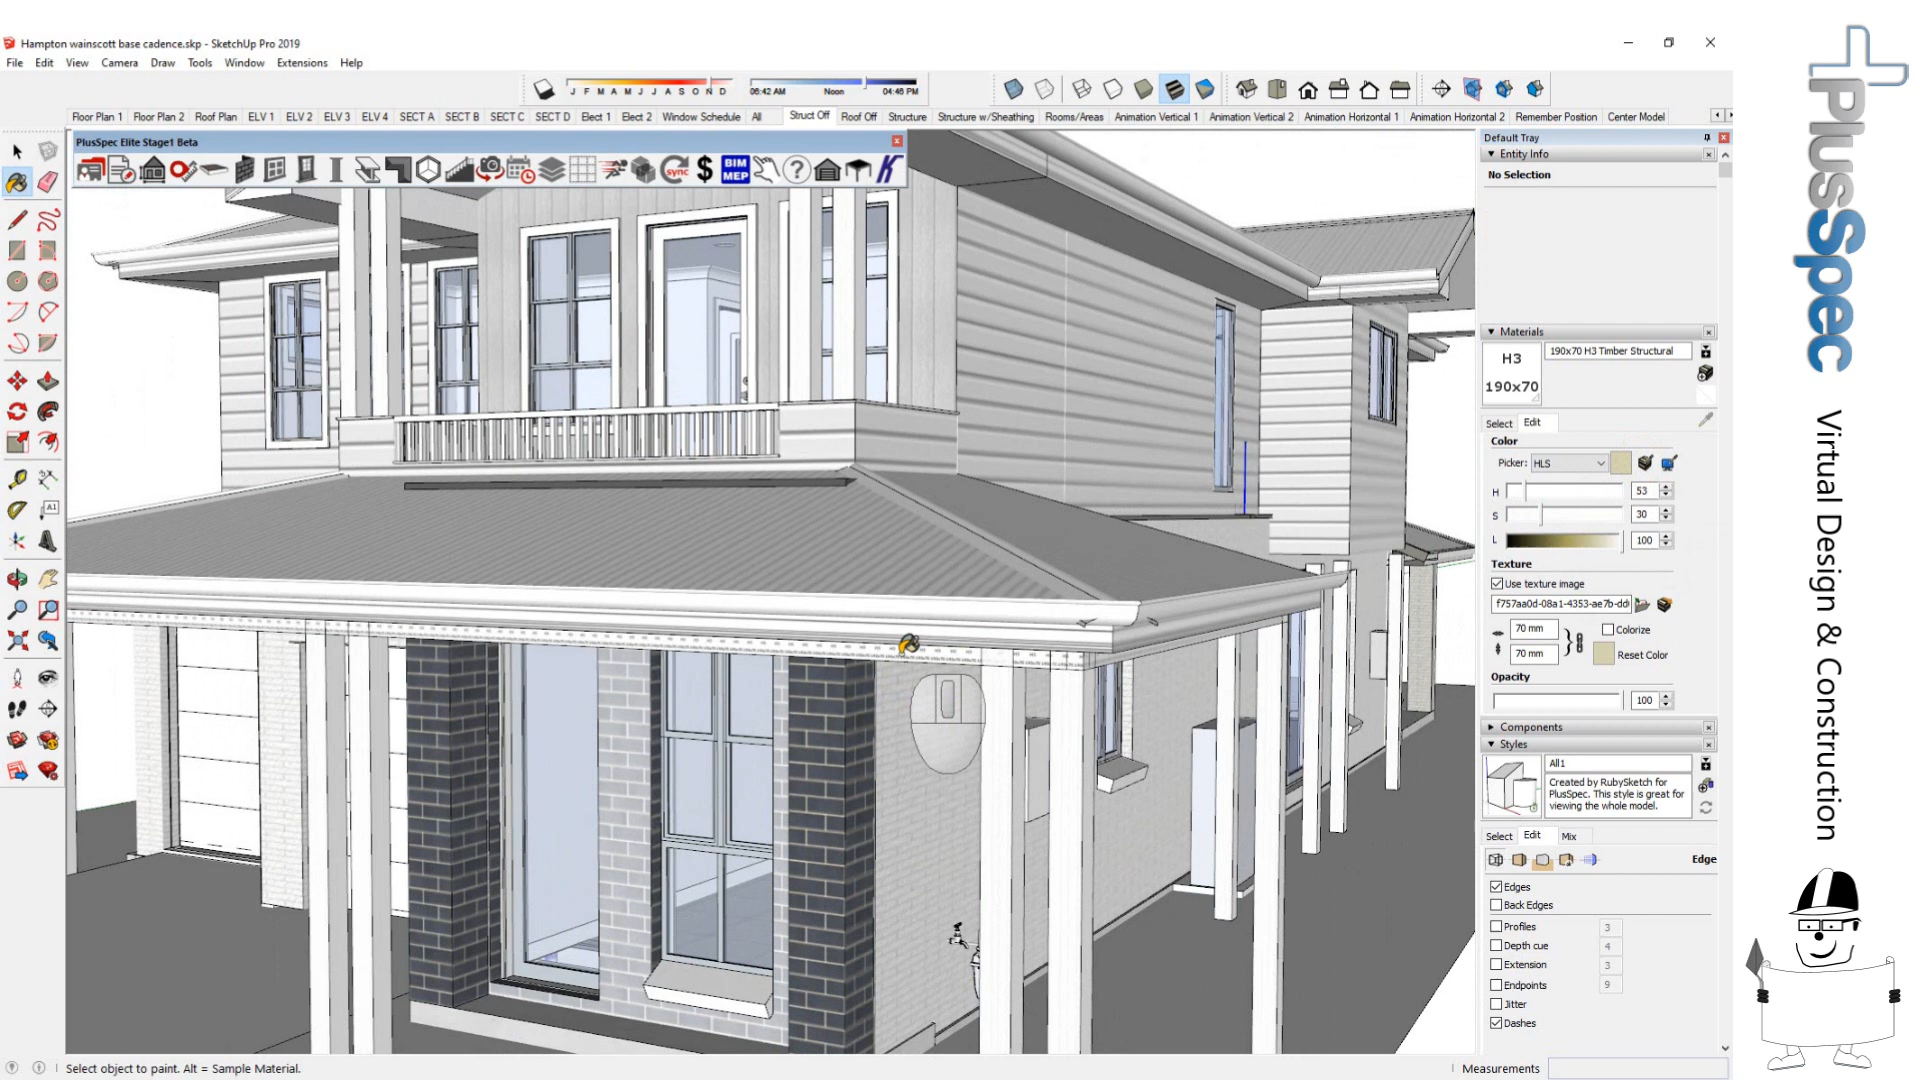 Hampton wainscott base cadence.skp - SketchUp Pro 2019
File Edit View Camera Draw Tools Window Extensions Help
J F M A M J J A S O N D 06:42 AM Noon 04:46 PM
Floor Plan 1 Floor Plan 2 Roof Plan ELV 1 ELV 2 ELV 3 ELV 4 SECT A SECT B SECT C SECT D Elect 1 Elect 2 Window Schedule All Struct Off Roof Off Structure Structure w/Sheathing Rooms/Areas Animation Vertical 1 Animation Vertical 2 Animation Horizontal 1 Animation Horizontal 2 Remember Position Center Model
PlusSpec Elite Stage1 Beta
sync $ BIM MEP ?
A1
Default Tray
Entity Info
No Selection
Materials
H3
190x70
190x70 H3 Timber Structural
Select Edit
Color
Picker: HLS
H 53
S 30
L 100
Texture
Use texture image
f757aa0d-08a1-4353-ae7b-dd
70 mm
Colorize
70 mm
Reset Color
Opacity
100
Components
Styles
All1
Created by RubySketch for
PlusSpec. This style is great for
viewing the whole model.
Select Edit Mix
Edge
Edges
Back Edges
Profiles 3
Depth cue 4
Extension 3
Endpoints 9
Jitter
Dashes
Select object to paint. Alt = Sample Material.
Measurements
PlusSpec
Virtual Design & Construction